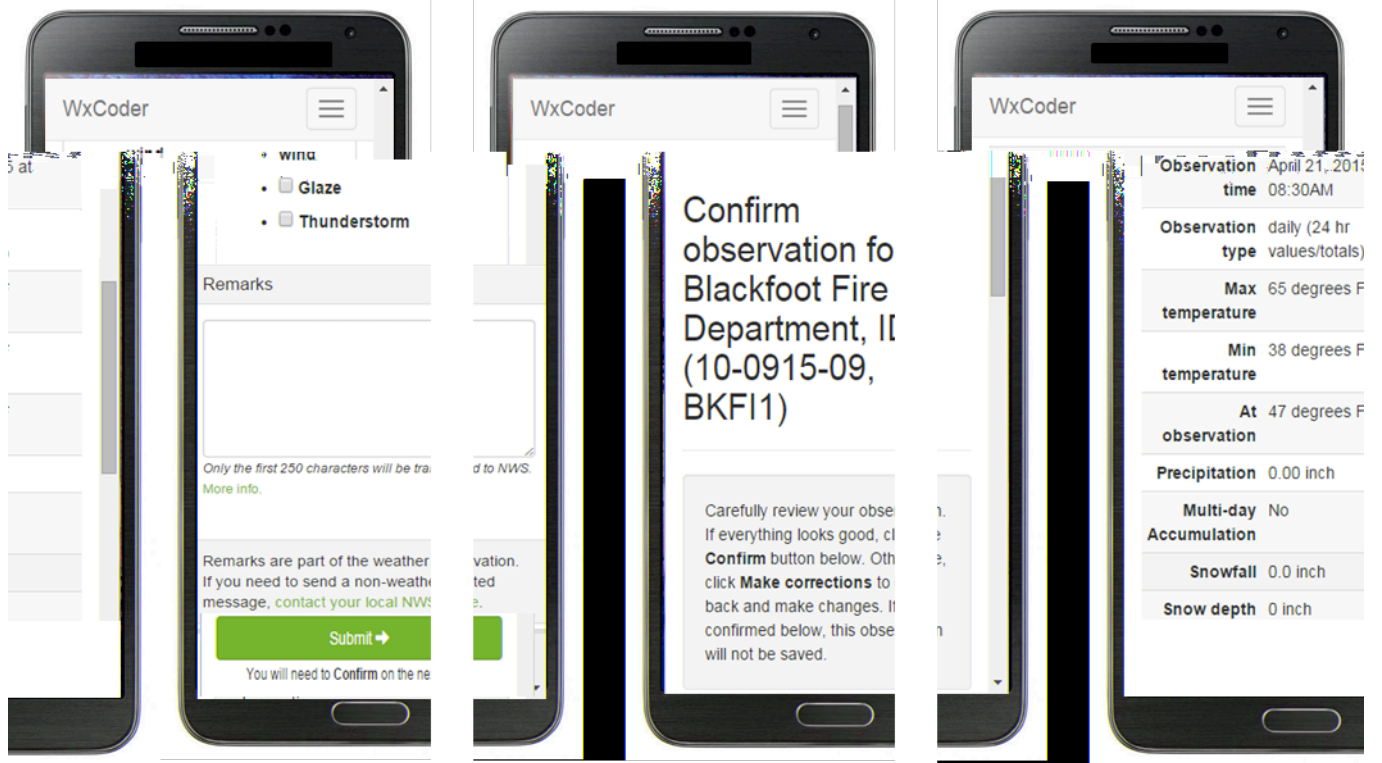 WxCoder
WxCoder
WxCoder
at
wind
Glaze
Thunderstorm
Remarks
Only the first 250 characters will be tra d to NWS.
More info.
Remarks are part of the weather vation.
If you need to send a non-weathe ted
message, contact your local NWS e.
Submit
You will need to Confirm on the ne
Confirm
observation fo
Blackfoot Fire
Department, ID
(10-0915-09,
BKFI1)
Carefully review your obser n.
If everything looks good, cl e
Confirm button below. Oth e,
click Make corrections to
back and make changes. If
confirmed below, this obse n
will not be saved.
Observation April 21, 2015
time 08:30AM
Observation daily (24 hr
type values/totals)
Max 65 degrees F
temperature
Min 38 degrees F
temperature
At 47 degrees F
observation
Precipitation 0.00 inch
Multi-day No
Accumulation
Snowfall 0.0 inch
Snow depth 0 inch